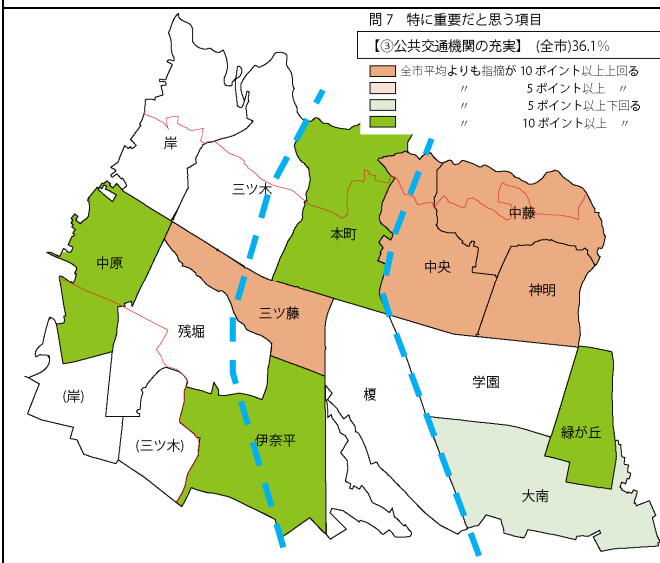 問7 特に重要だと思う項目
【③公共交通機関の充実】 (全市)36.1%
全市平均よりも指摘が 10 ポイント以上上回る
〃 5 ポイント以上 〃
〃 5 ポイント以上下回る
〃 10 ポイント以上 〃
岸
三ツ木
中藤
本町
中原
中央
神明
三ツ藤
残堀
学園
(岸)
榎
緑が丘
(三ツ木)
伊奈平
大南